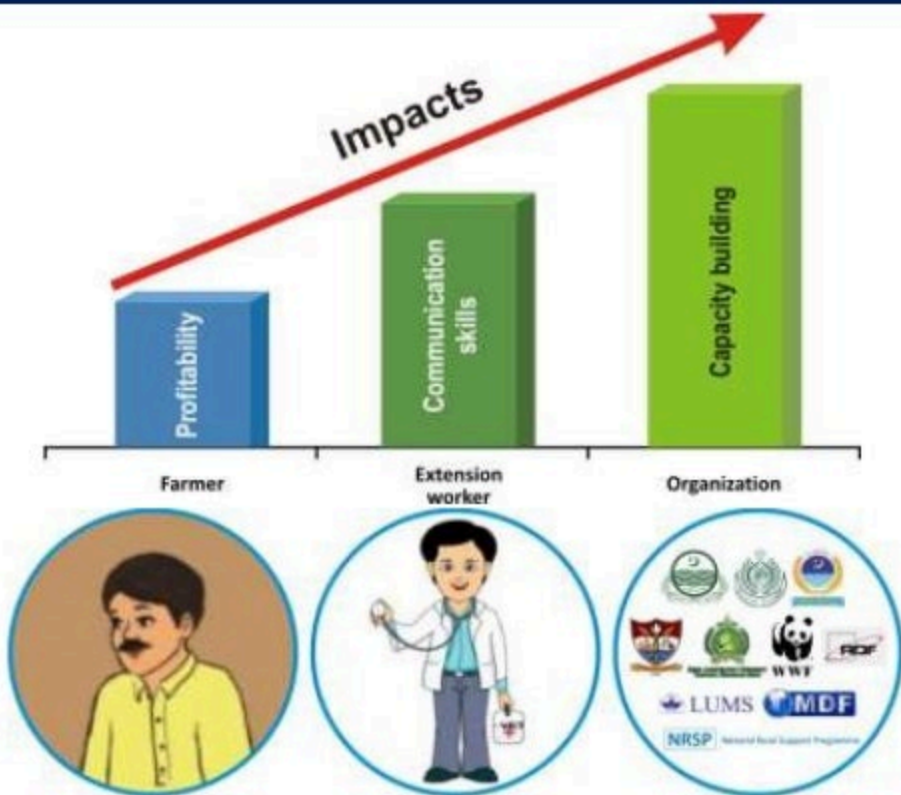 Impacts
Profitability
Communication
skills
Capacity building
Farmer
Extension
worker
Organization
WWF
RDF
LUMS
MDF
NRSP National Rural Support Programme